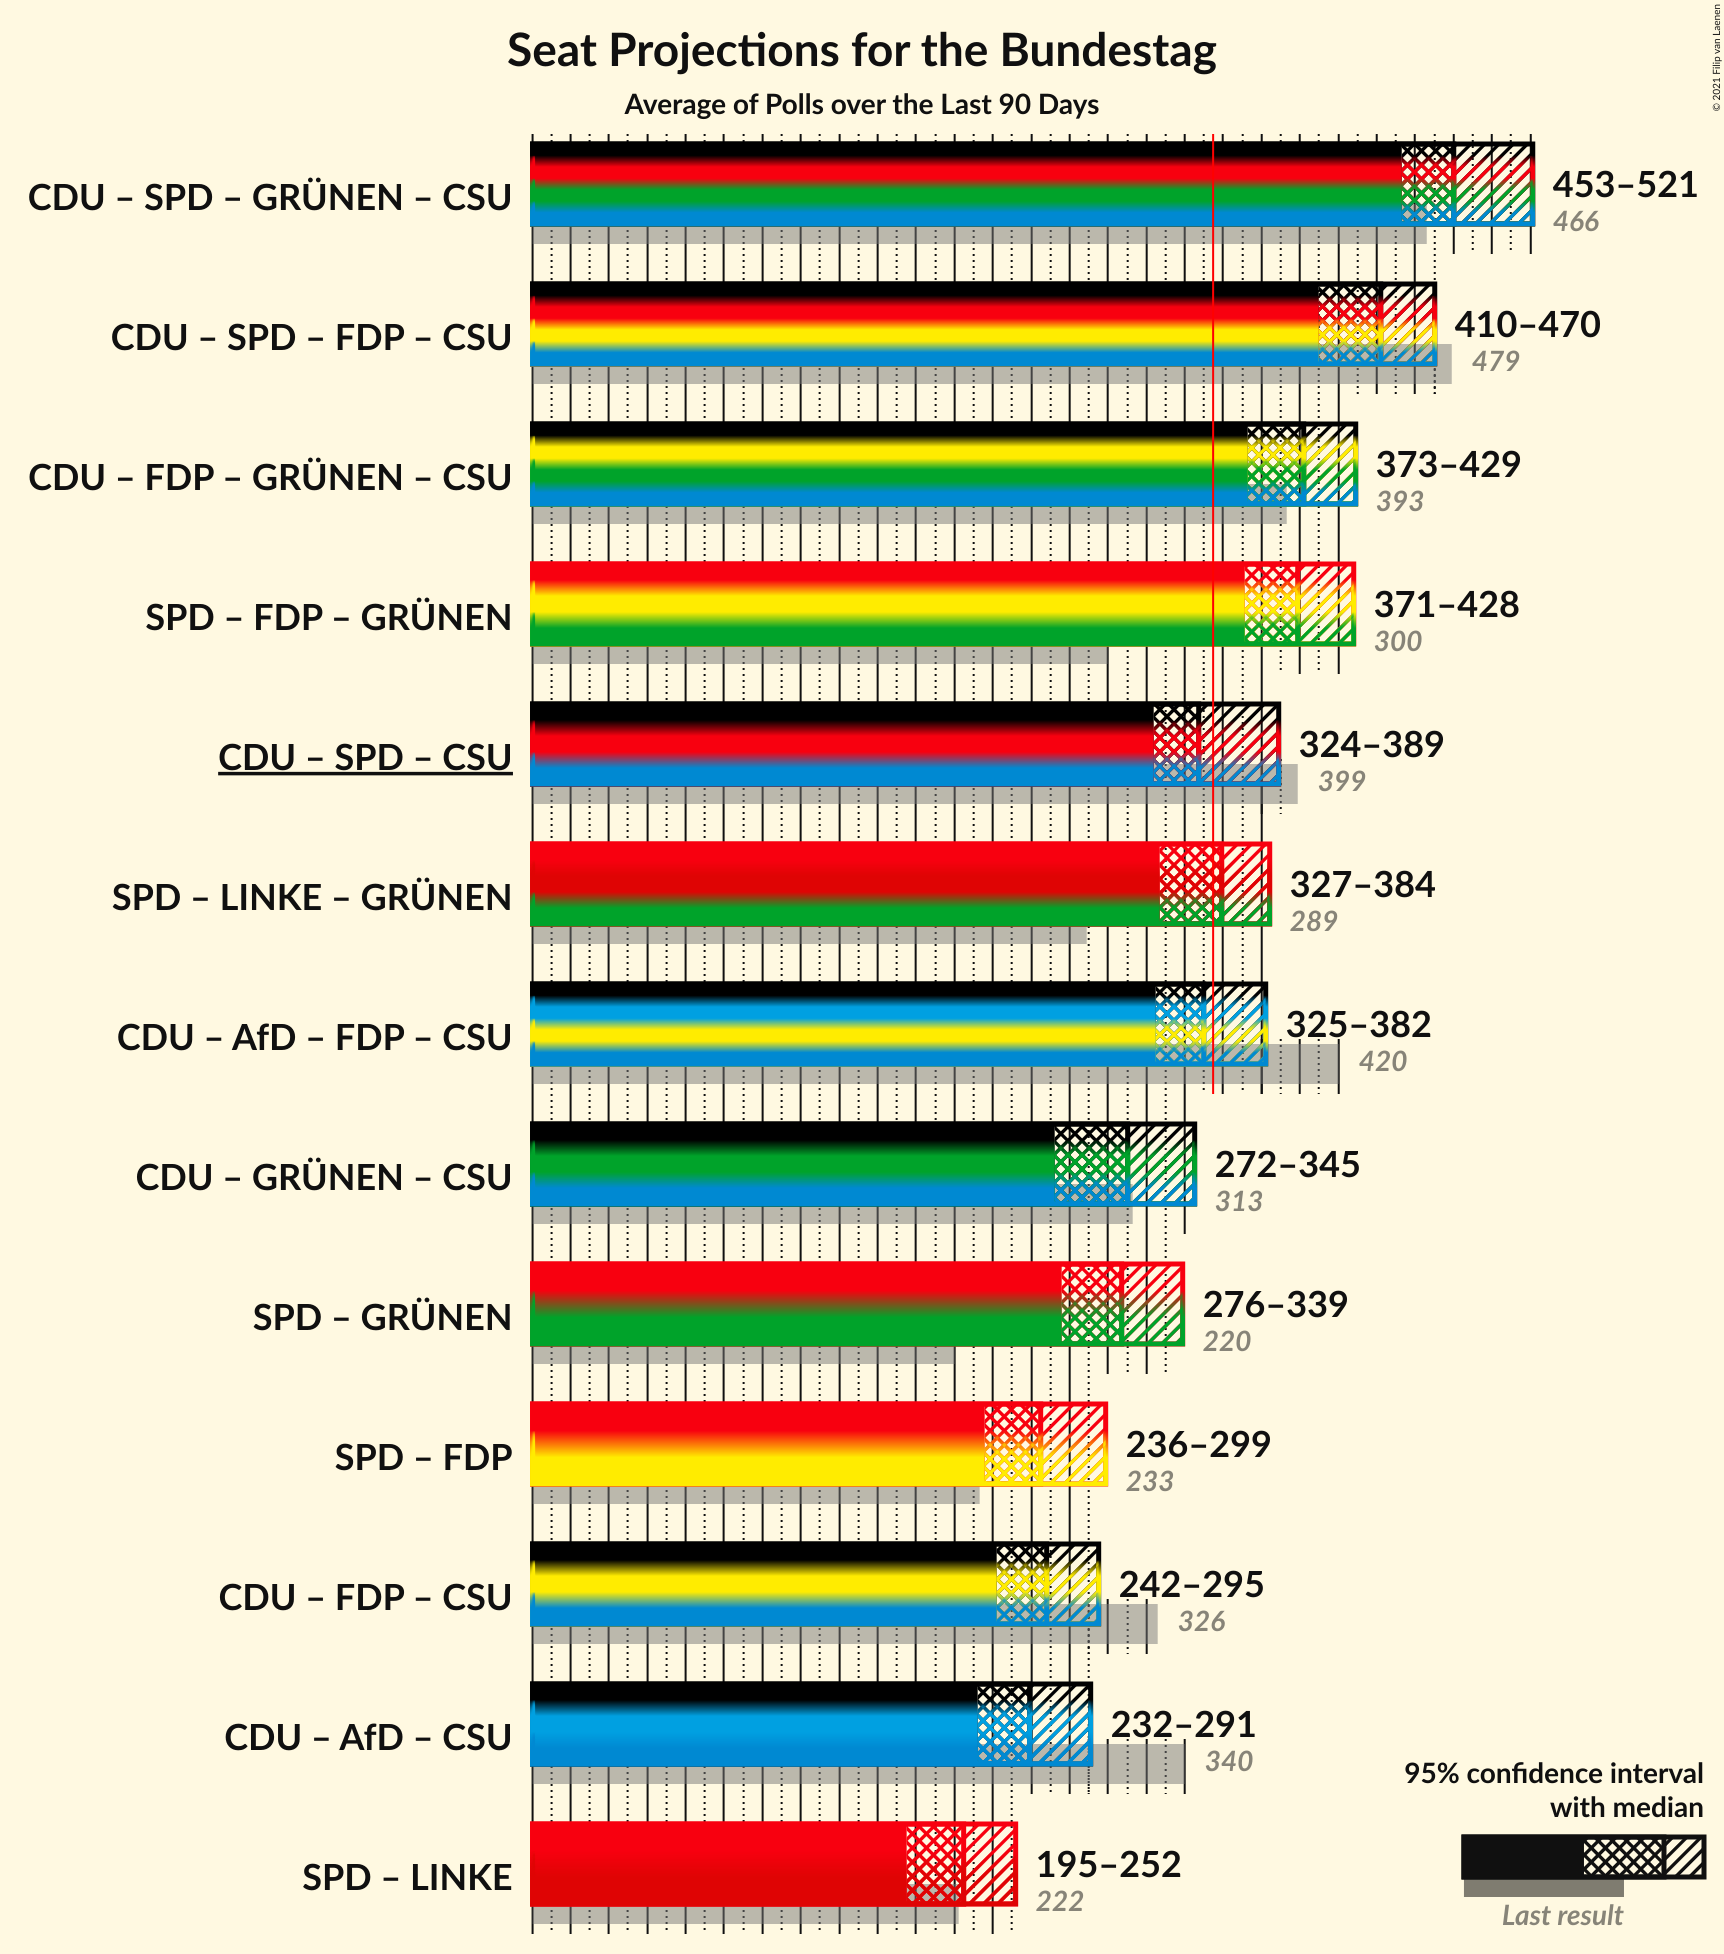 © 2021 Filip van Laenen
Seat Projections for the Bundestag
Average of Polls over the Last 90 Days
CDU – SPD – GRÜNEN – CSU
453–521
466
CDU – SPD – FDP – CSU
410–470
479
CDU – FDP – GRÜNEN – CSU
373–429
393
SPD – FDP – GRÜNEN
371–428
300
CDU – SPD – CSU
324–389
399
SPD – LINKE – GRÜNEN
327–384
289
CDU – AfD – FDP – CSU
325–382
420
CDU – GRÜNEN – CSU
272–345
313
SPD – GRÜNEN
276–339
220
SPD – FDP
236–299
233
CDU – FDP – CSU
242–295
326
CDU – AfD – CSU
232–291
340
SPD – LINKE
195–252
222
95% confidence interval
with median
Last result